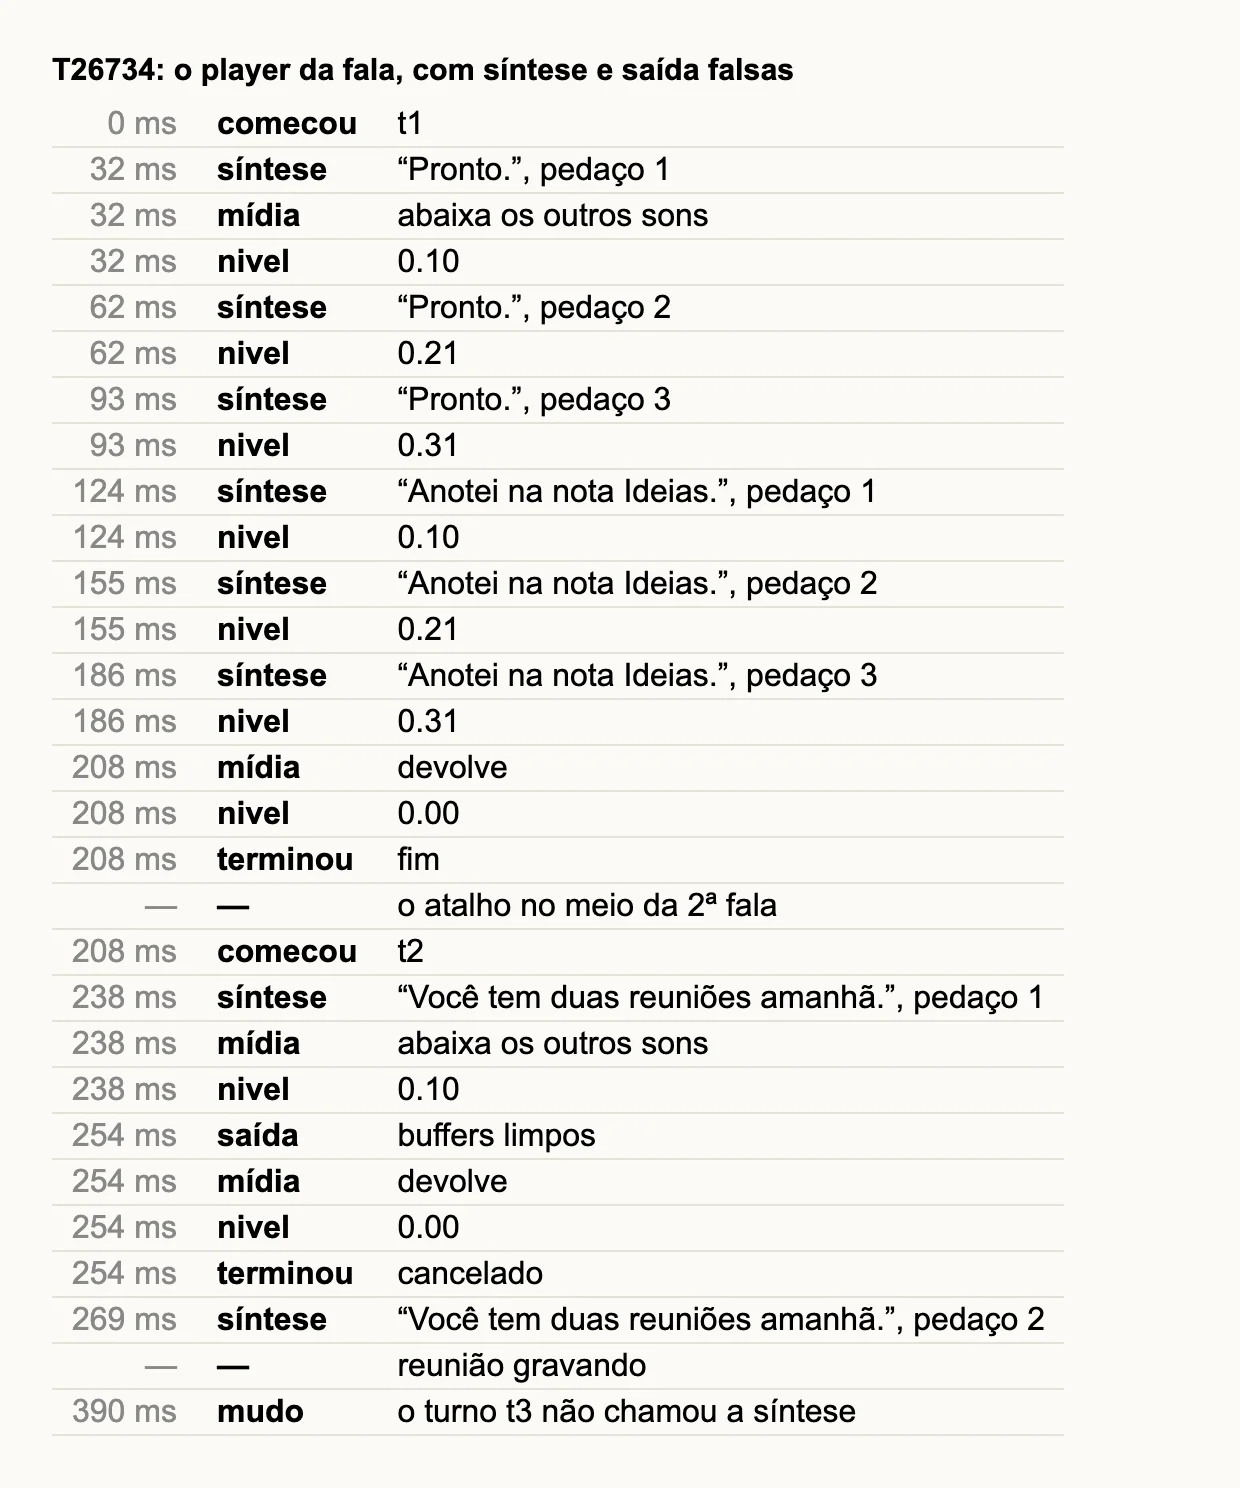 T26734: o player da fala, com síntese e saída falsas
0 ms comecou t1
32 ms síntese “Pronto.”, pedaço 1
32 ms mídia abaixa os outros sons
32 ms nivel 0.10
62 ms síntese “Pronto.”, pedaço 2
62 ms nivel 0.21
93 ms síntese “Pronto.”, pedaço 3
93 ms nivel 0.31
124 ms síntese “Anotei na nota Ideias.”, pedaço 1
124 ms nivel 0.10
155 ms síntese “Anotei na nota Ideias.”, pedaço 2
155 ms nivel 0.21
186 ms síntese “Anotei na nota Ideias.”, pedaço 3
186 ms nivel 0.31
208 ms mídia devolve
208 ms nivel 0.00
208 ms terminou fim
— — o atalho no meio da 2ª fala
208 ms comecou t2
238 ms síntese “Você tem duas reuniões amanhã.”, pedaço 1
238 ms mídia abaixa os outros sons
238 ms nivel 0.10
254 ms saída buffers limpos
254 ms mídia devolve
254 ms nivel 0.00
254 ms terminou cancelado
269 ms síntese “Você tem duas reuniões amanhã.”, pedaço 2
— — reunião gravando
390 ms mudo o turno t3 não chamou a síntese